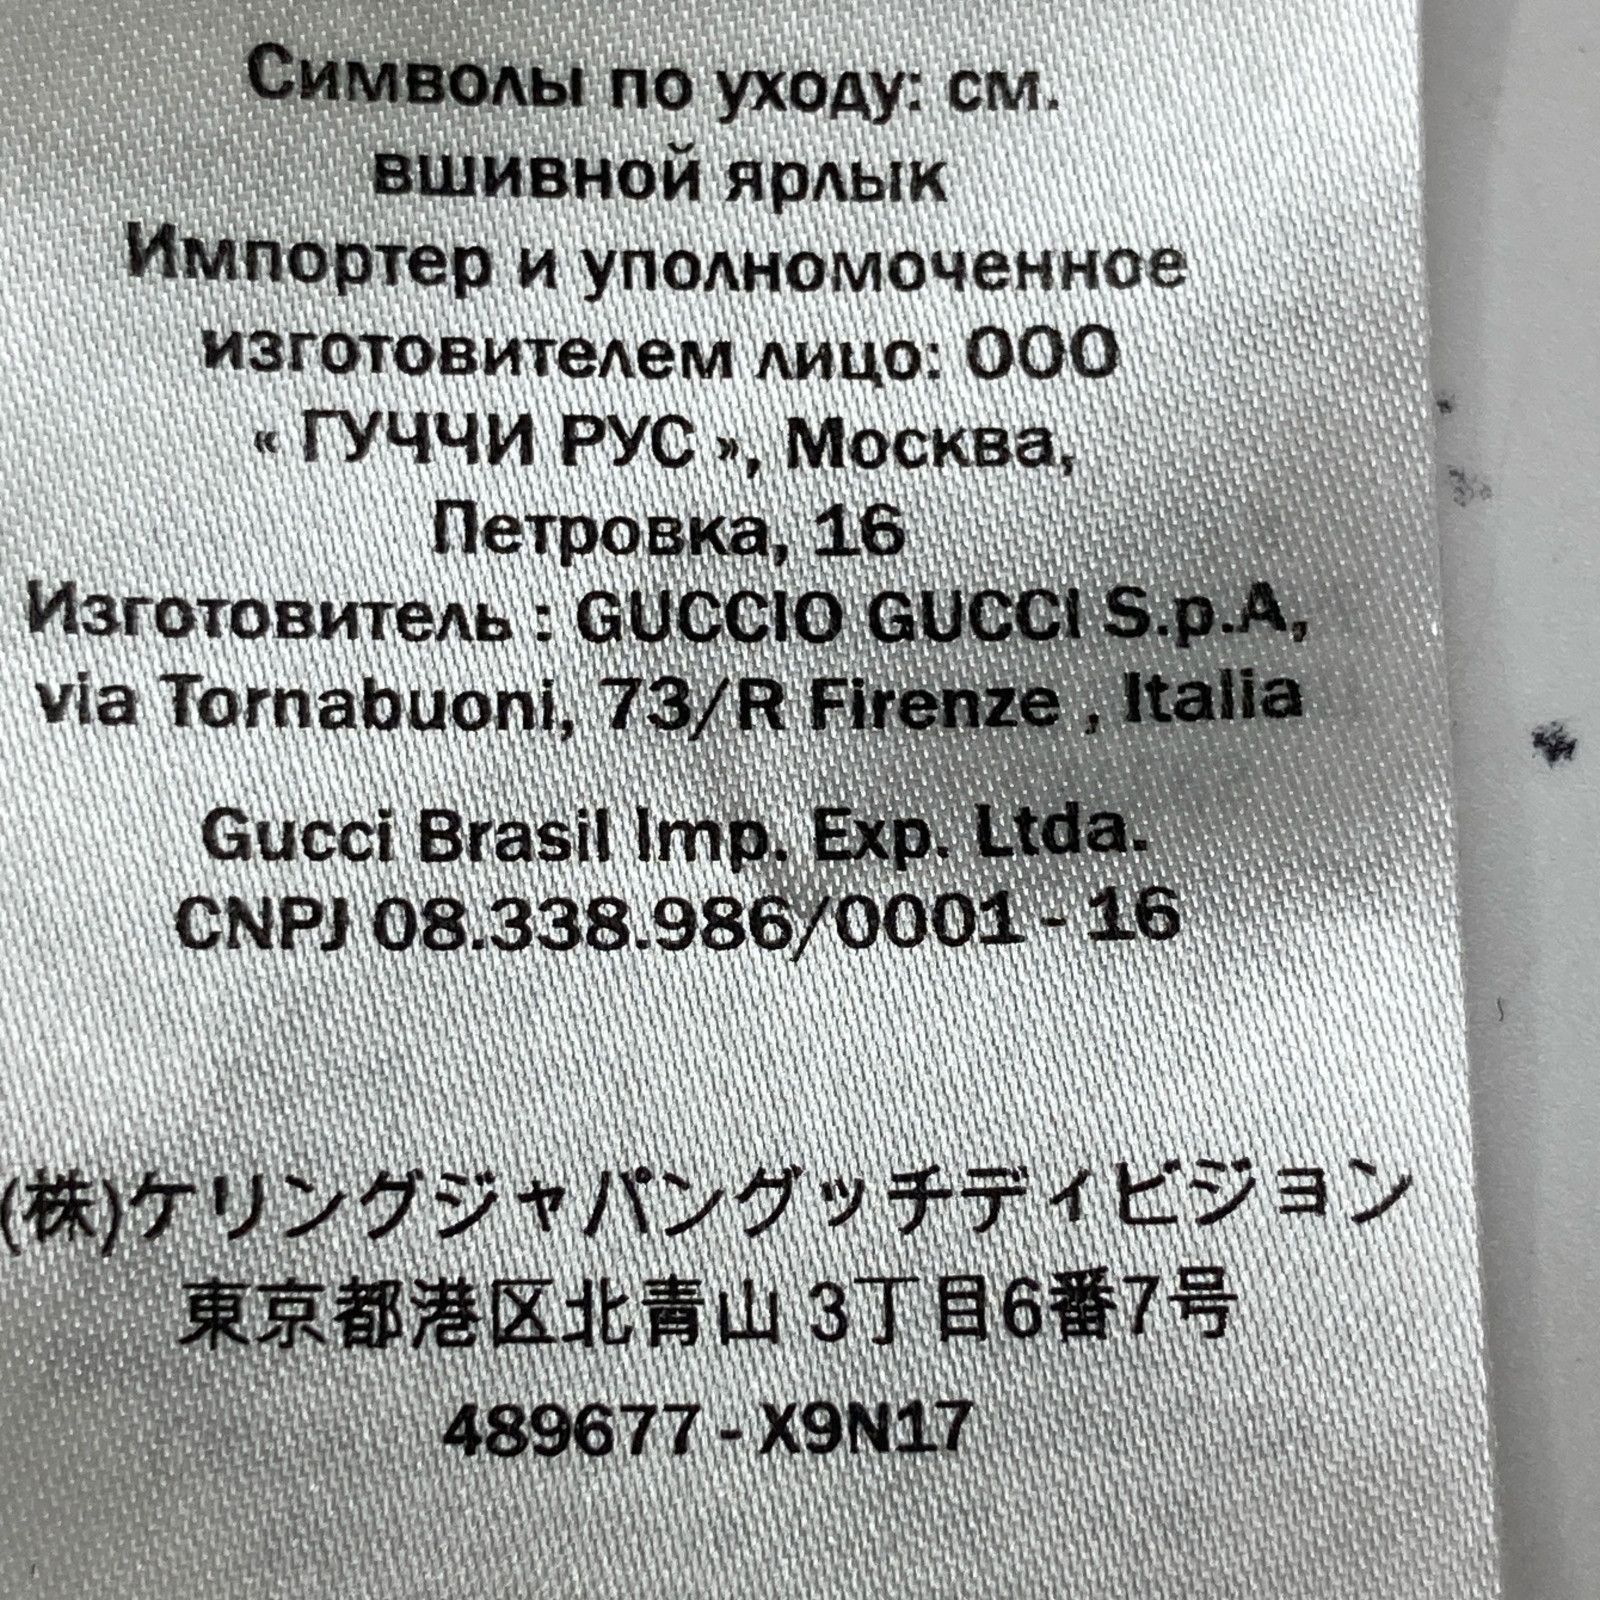 Символы по уходу: см.
вшивной ярлык
Импортер и уполномоченное
изготовителем лицо: ООО
« ГУЧЧИ РУС », Москва,
Петровка, 16
Изготовитель : GUCCIO GUCCI S.p.A,
via Tornabuoni, 73/R Firenze , Italia
Gucci Brasil Imp. Exp. Ltda.
CNPJ 08.338.986/0001 - 16
(株)ケリングジャパングッチディビジョン
東京都港区北青山 3丁目6番7号
489677 - X9N17